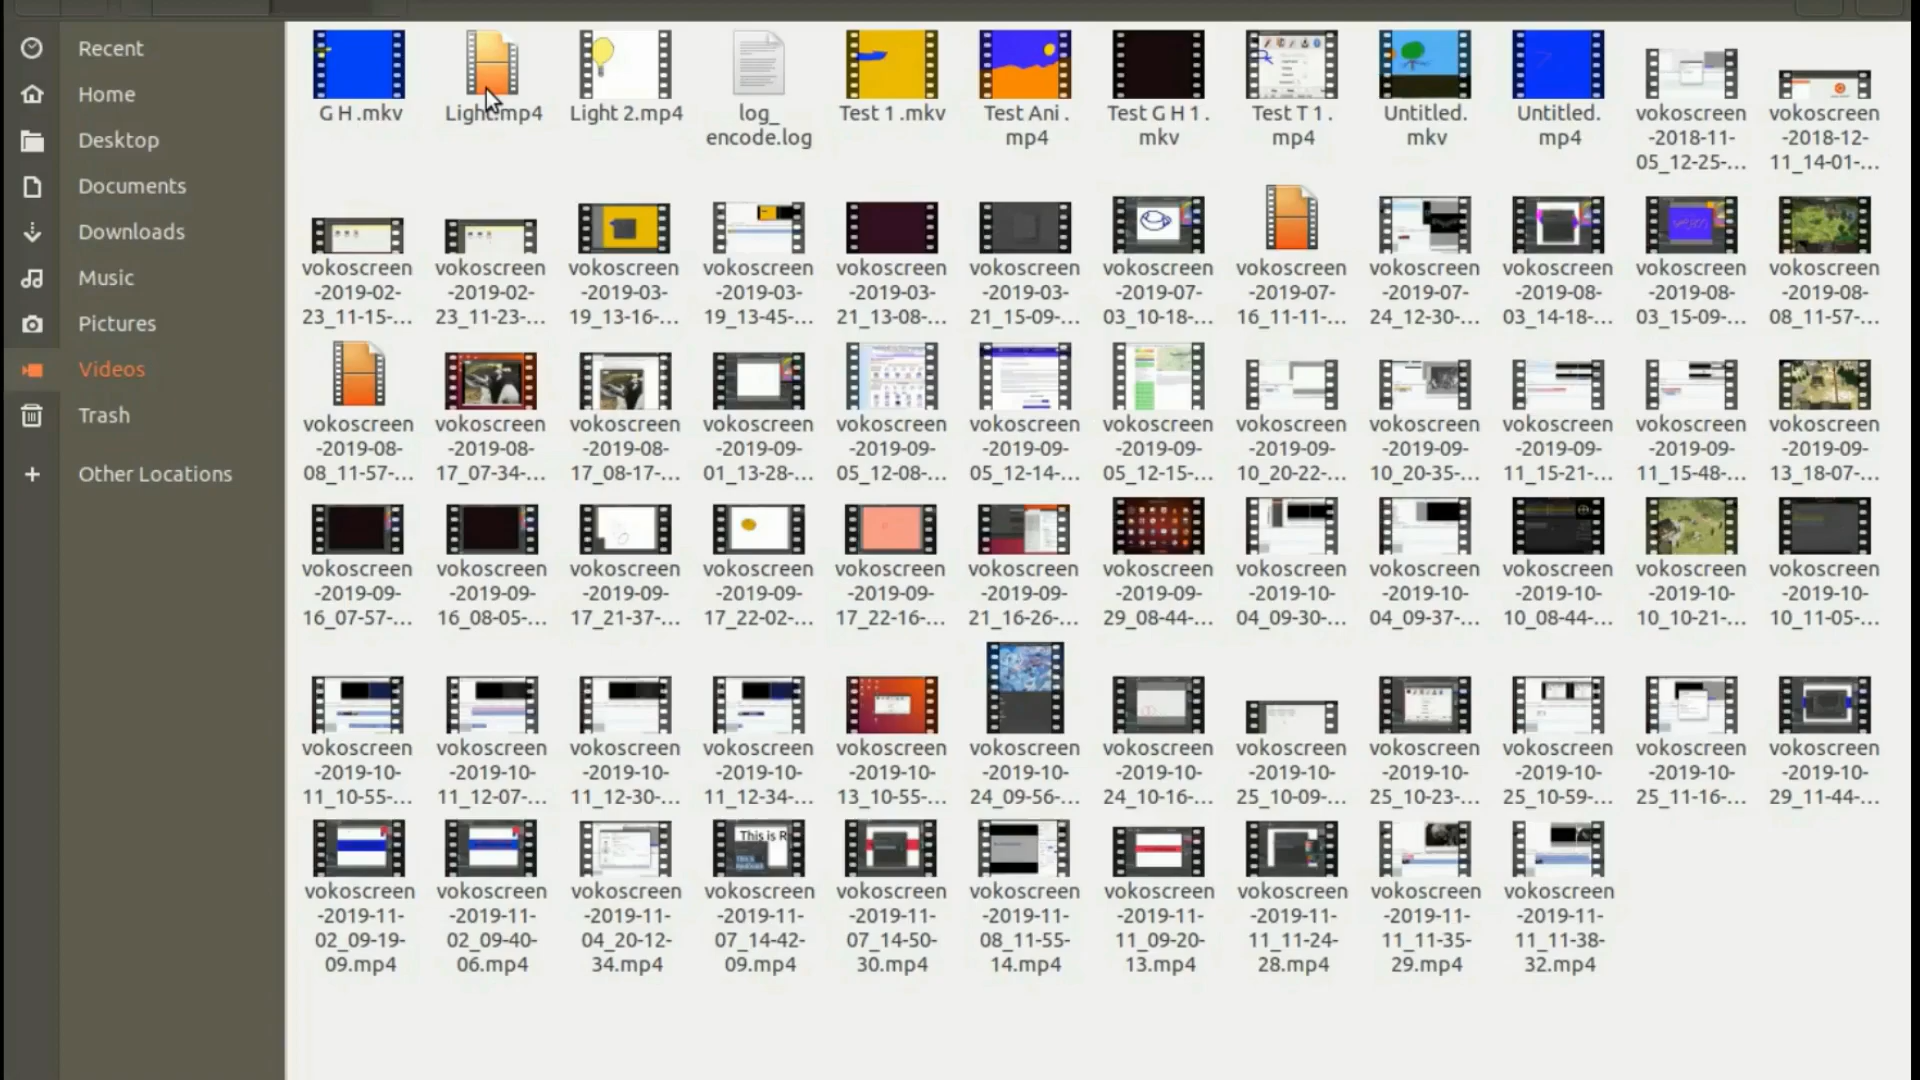 Recent
Home
Desktop
Documents
Downloads
Music
Pictures
Videos
Trash
Other Locations
G H .mkv
Light.mp4
Light 2.mp4
log_
encode.log
Test 1 .mkv
Test Ani .
mp4
Test G H 1 .
mkv
Test T 1 .
mp4
Untitled.
mkv
Untitled.
mp4
vokoscreen
-2018-11-
05_12-25-...
vokoscreen
-2018-12-
11_14-01-...
vokoscreen
-2019-02-
23_11-15-...
vokoscreen
-2019-02-
23_11-23-...
vokoscreen
-2019-03-
19_13-16-...
vokoscreen
-2019-03-
19_13-45-...
vokoscreen
-2019-03-
21_13-08-...
vokoscreen
-2019-03-
21_15-09-...
vokoscreen
-2019-07-
03_10-18-...
vokoscreen
-2019-07-
16_11-11-...
vokoscreen
-2019-07-
24_12-30-...
vokoscreen
-2019-08-
03_14-18-...
vokoscreen
-2019-08-
03_15-09-...
vokoscreen
-2019-08-
08_11-57-...
vokoscreen
-2019-08-
08_11-57-...
vokoscreen
-2019-08-
17_07-34-...
vokoscreen
-2019-08-
17_08-17-...
vokoscreen
-2019-09-
01_13-28-...
vokoscreen
-2019-09-
05_12-08-...
vokoscreen
-2019-09-
05_12-14-...
vokoscreen
-2019-09-
05_12-15-...
vokoscreen
-2019-09-
10_20-22-...
vokoscreen
-2019-09-
10_20-35-...
vokoscreen
-2019-09-
11_15-21-...
vokoscreen
-2019-09-
11_15-48-...
vokoscreen
-2019-09-
13_18-07-...
vokoscreen
-2019-09-
16_07-57-...
vokoscreen
-2019-09-
16_08-05-...
vokoscreen
-2019-09-
17_21-37-...
vokoscreen
-2019-09-
17_22-02-...
vokoscreen
-2019-09-
17_22-16-...
vokoscreen
-2019-09-
21_16-26-...
vokoscreen
-2019-09-
29_08-44-...
vokoscreen
-2019-10-
04_09-30-...
vokoscreen
-2019-10-
04_09-37-...
vokoscreen
-2019-10-
10_08-44-...
vokoscreen
-2019-10-
10_10-21-...
vokoscreen
-2019-10-
10_11-05-...
vokoscreen
-2019-10-
11_10-55-...
vokoscreen
-2019-10-
11_12-07-...
vokoscreen
-2019-10-
11_12-30-...
vokoscreen
-2019-10-
11_12-34-...
vokoscreen
-2019-10-
13_10-55-...
vokoscreen
-2019-10-
24_09-56-...
vokoscreen
-2019-10-
24_10-16-...
vokoscreen
-2019-10-
25_10-09-...
vokoscreen
-2019-10-
25_10-23-...
vokoscreen
-2019-10-
25_10-59-...
vokoscreen
-2019-10-
25_11-16-...
vokoscreen
-2019-10-
29_11-44-...
This is R
vokoscreen
-2019-11-
02_09-19-
09.mp4
vokoscreen
-2019-11-
02_09-40-
06.mp4
vokoscreen
-2019-11-
04_20-12-
34.mp4
vokoscreen
-2019-11-
07_14-42-
09.mp4
vokoscreen
-2019-11-
07_14-50-
30.mp4
vokoscreen
-2019-11-
08_11-55-
14.mp4
vokoscreen
-2019-11-
11_09-20-
13.mp4
vokoscreen
-2019-11-
11_11-24-
28.mp4
vokoscreen
-2019-11-
11_11-35-
29.mp4
vokoscreen
-2019-11-
11_11-38-
32.mp4